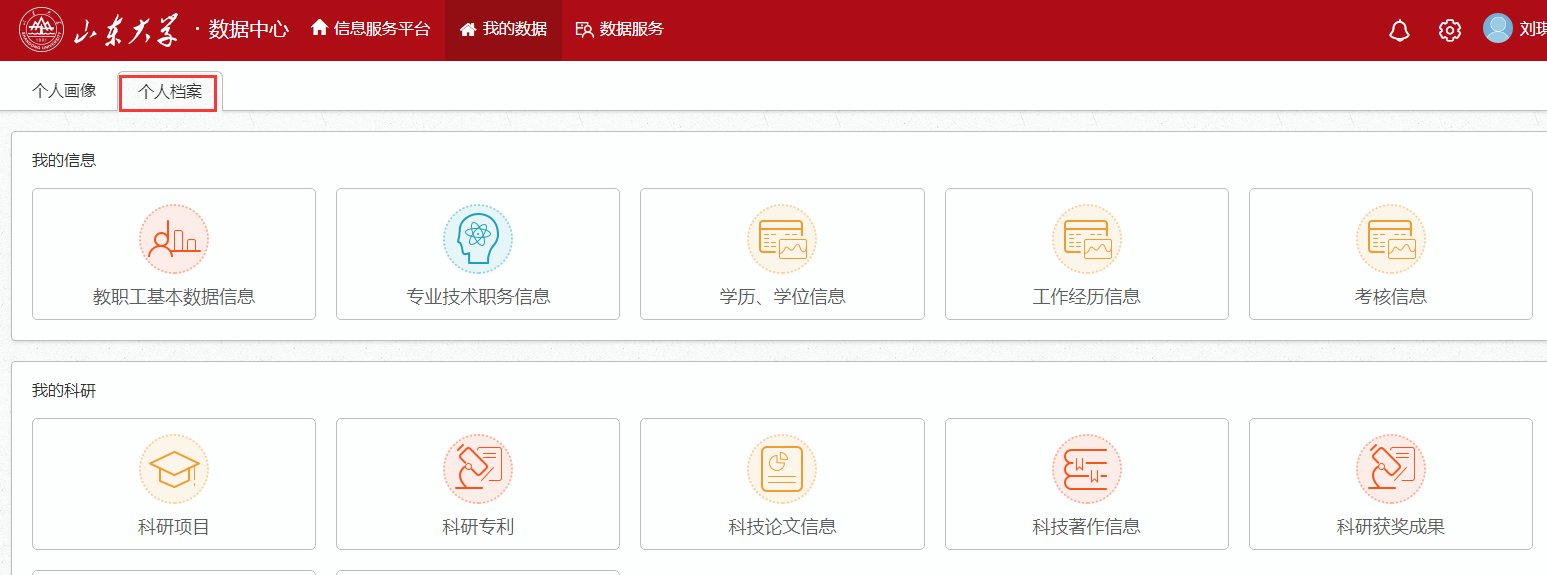 山东大学 · 数据中心 信息服务平台 我的数据 数据服务 刘琪
个人画像 个人档案
我的信息
教职工基本数据信息 专业技术职务信息 学历、学位信息 工作经历信息 考核信息
我的科研
科研项目 科研专利 科技论文信息 科技著作信息 科研获奖成果